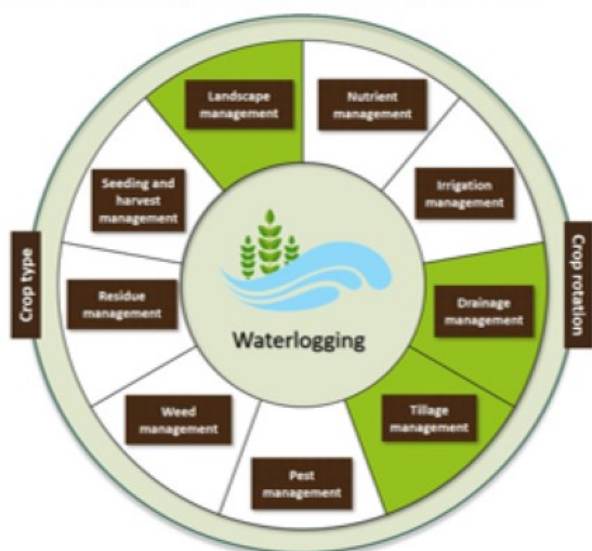 Landscape
management
Nutrient
management
Irrigation
management
Drainage
management
Tillage
management
Pest
management
Weed
management
Residue
management
Seeding and
harvest
management
Crop type
Crop rotation
Waterlogging